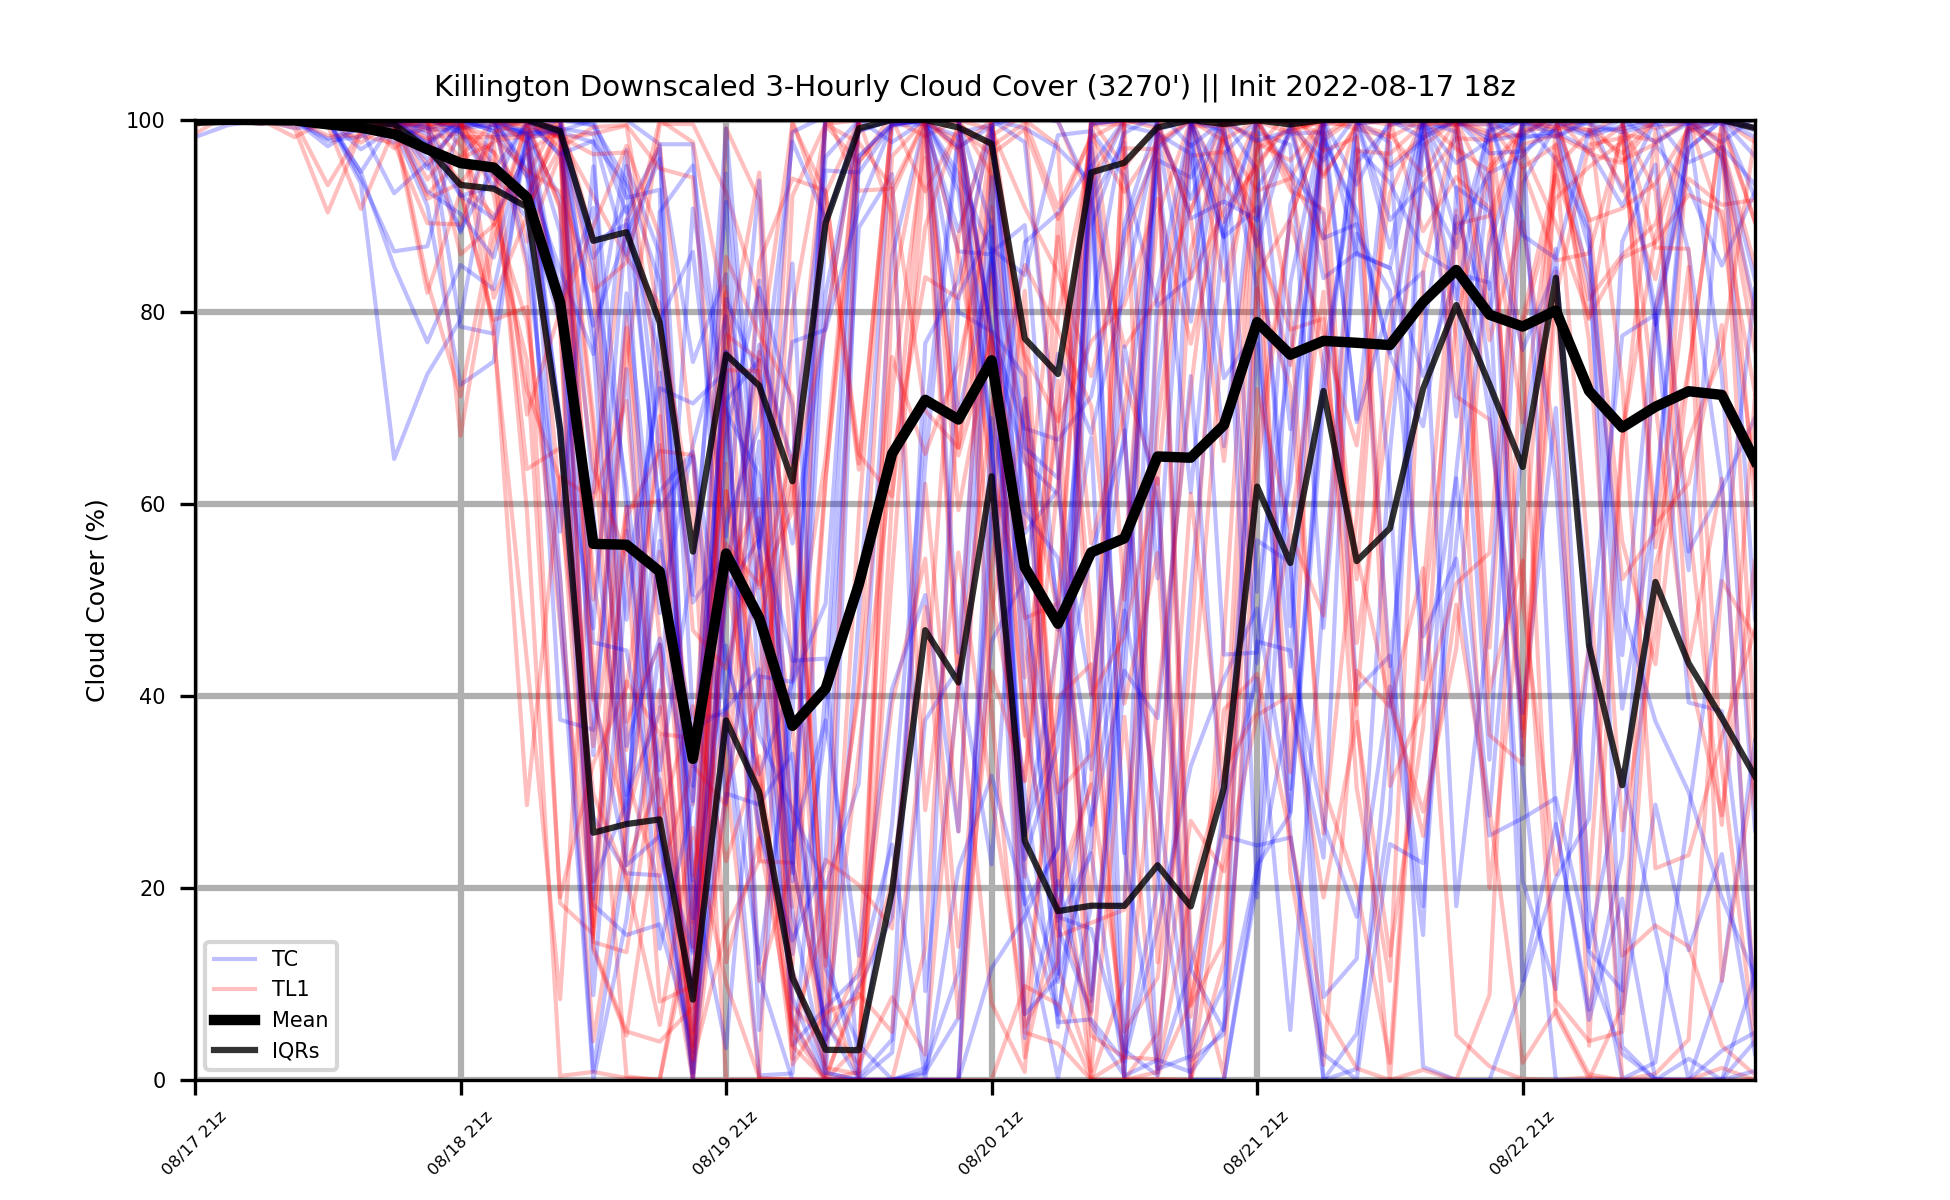 Killington Downscaled 3-Hourly Cloud Cover (3270') || Init 2022-08-17 18z
Cloud Cover (%)
100
80
60
40
20
0
TC
TL1
Mean
IQRs
08/17 21z
08/18 21z
08/19 21z
08/20 21z
08/21 21z
08/22 21z